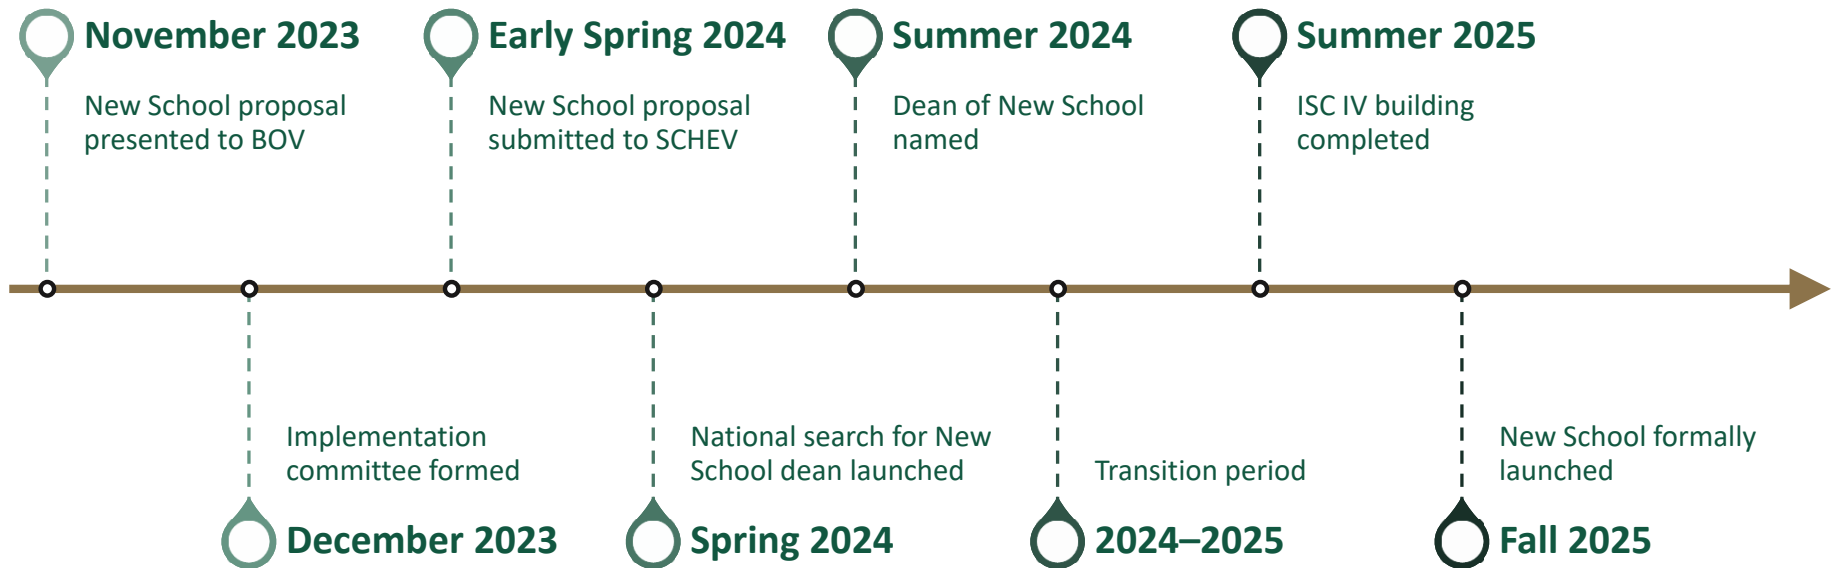 November 2023
New School proposal
presented to BOV
Early Spring 2024
New School proposal
submitted to SCHEV
Summer 2024
Dean of New School
named
Summer 2025
ISC IV building
completed
Implementation
committee formed
December 2023
National search for New
School dean launched
Spring 2024
Transition period
2024–2025
New School formally
launched
Fall 2025